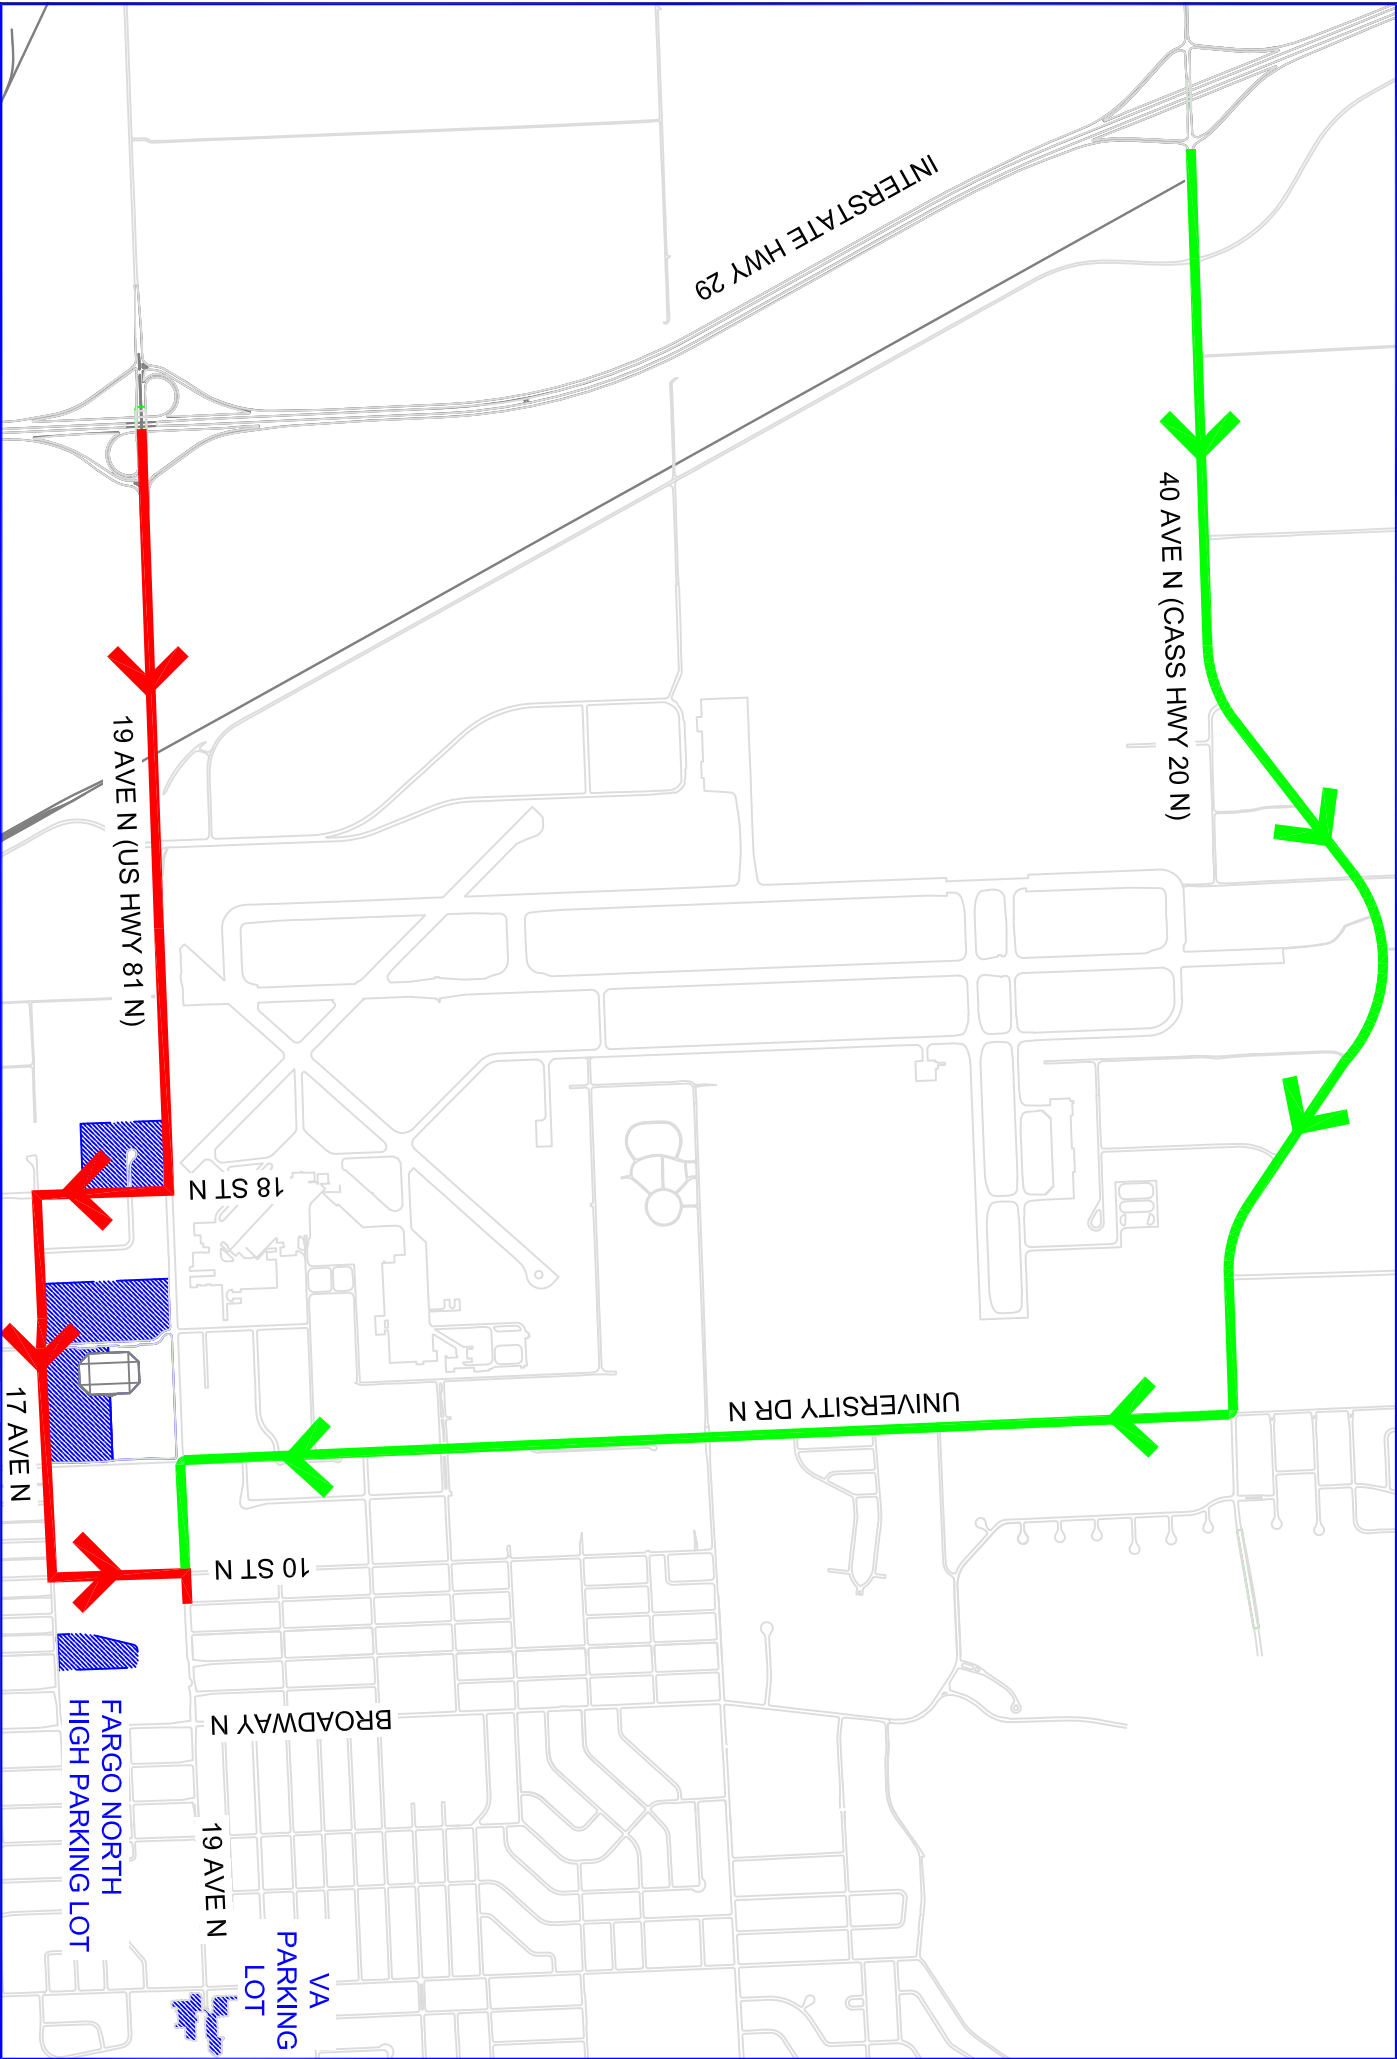 INTERSTATE HWY 29
40 AVE N (CASS HWY 20 N)
19 AVE N (US HWY 81 N)
18 ST N
UNIVERSITY DR N
17 AVE N
10 ST N
BROADWAY N
FARGO NORTH
HIGH PARKING LOT
19 AVE N
VA
PARKING
LOT